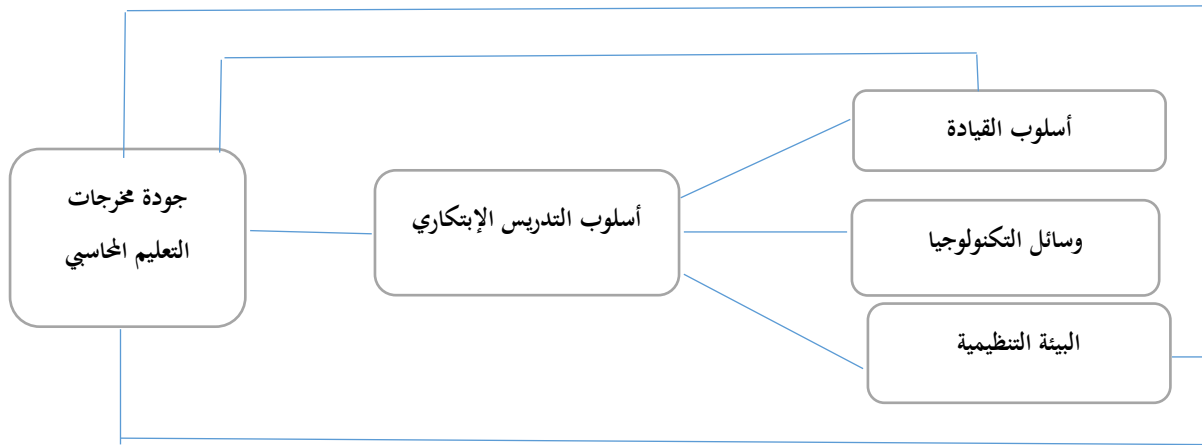 أسلوب القيادة
جودة مخرجات
التعليم المحاسبي
أسلوب التدريس الإبتكاري
وسائل التكنولوجيا
البيئة التنظيمية